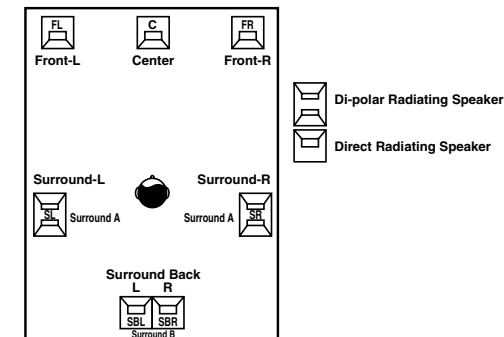 FL C FR
Front-L Center Front-R
Di-polar Radiating Speaker
Direct Radiating Speaker
Surround-L Surround-R
SL Surround A Surround A SR
Surround Back
L R
SBL SBR
Surround B